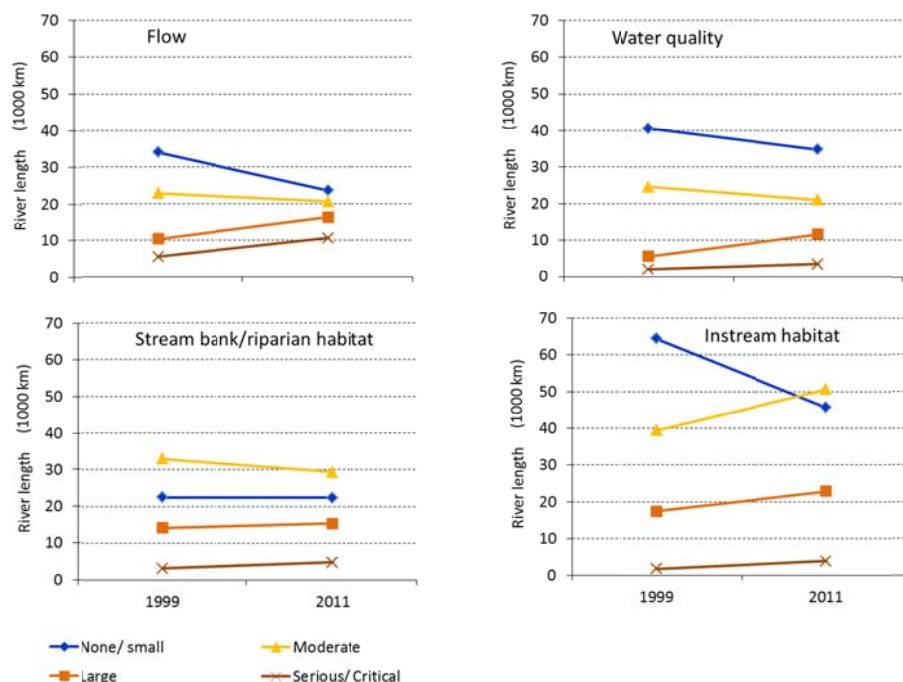 Flow
River length (1000 km)
70
60
50
40
30
20
10
0
Water quality
River length (1000 km)
70
60
50
40
30
20
10
0
Stream bank/riparian habitat
River length (1000 km)
70
60
50
40
30
20
10
0
1999 2011
Instream habitat
River length (1000 km)
70
60
50
40
30
20
10
0
1999 2011
None/ small
Moderate
Large
Serious/ Critical